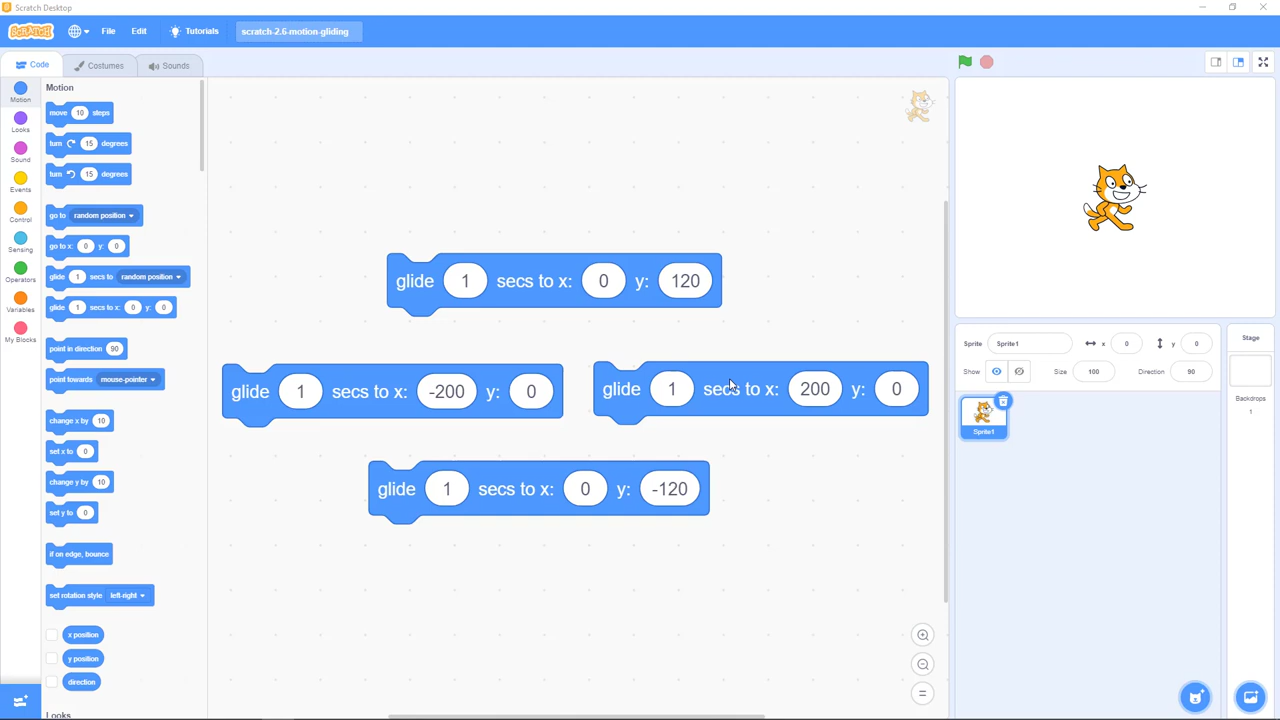 Scratch Desktop
SCRATCH File Edit Tutorials scratch-2.6-motion-gliding
Code Costumes Sounds
Motion
Looks
Sound
Events
Control
Sensing
Operators
Variables
My Blocks
Motion
move 10 steps
turn 15 degrees
turn 15 degrees
go to random position
go to x: 0 y: 0
glide 1 secs to random position
glide 1 secs to x: 0 y: 0
point in direction 90
point towards mouse-pointer
change x by 10
set x to 0
change y by 10
set y to 0
if on edge, bounce
set rotation style left-right
x position
y position
direction
Looks
glide 1 secs to x: 0 y: 120
glide 1 secs to x: -200 y: 0
glide 1 secs to x: 200 y: 0
glide 1 secs to x: 0 y: -120
Sprite Sprite1 x 0 y 0
Show Size 100 Direction 90
Sprite1
Stage
Backdrops
1